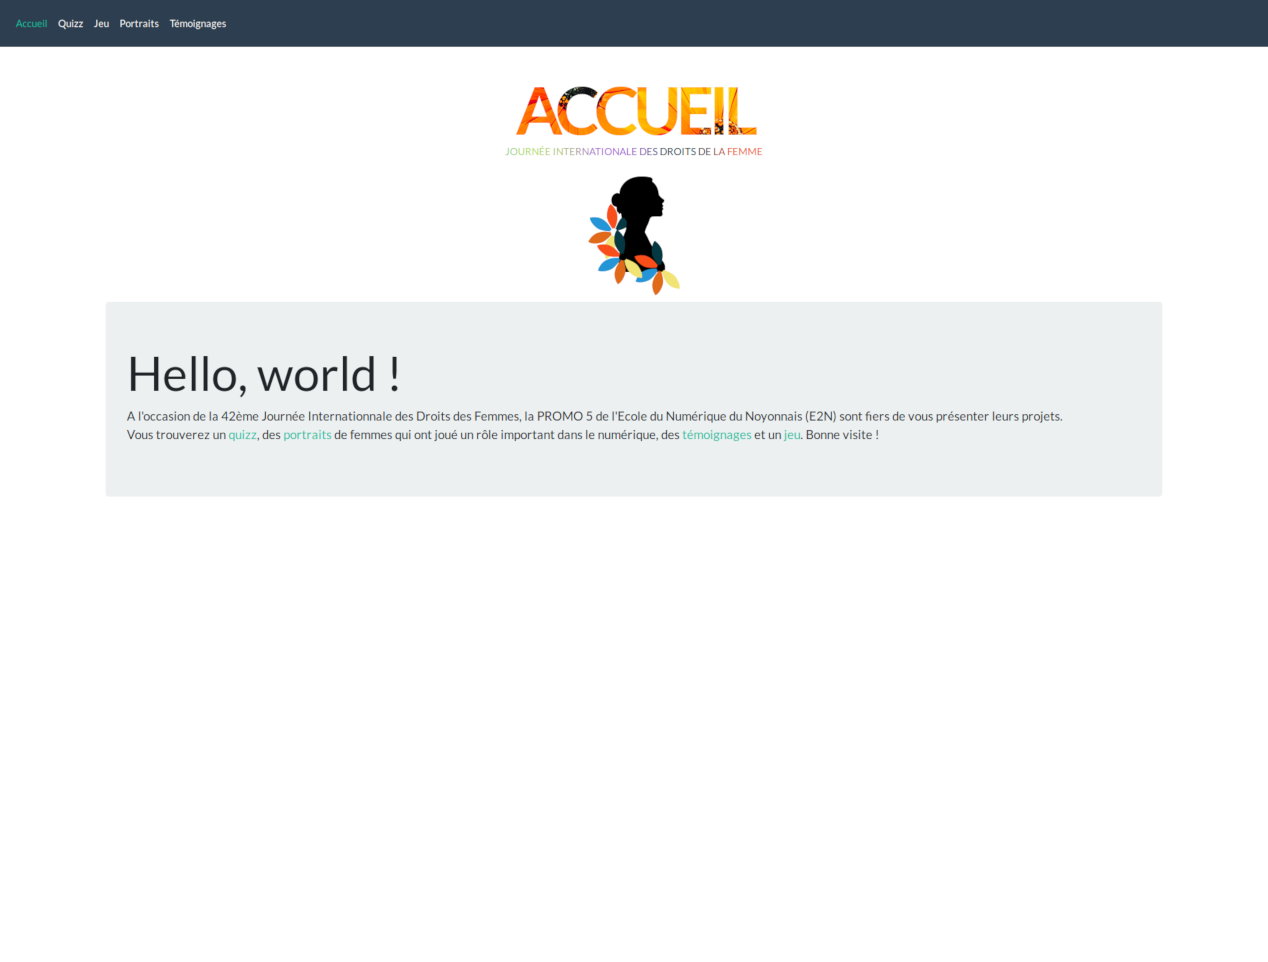 Accueil Quizz Jeu Portraits Témoignages
ACCUEIL
JOURNÉE INTERNATIONALE DES DROITS DE LA FEMME
Hello, world !
A l'occasion de la 42ème Journée Internationnale des Droits des Femmes, la PROMO 5 de l'Ecole du Numérique du Noyonnais (E2N) sont fiers de vous présenter leurs projets.
Vous trouverez un quizz, des portraits de femmes qui ont joué un rôle important dans le numérique, des témoignages et un jeu. Bonne visite !